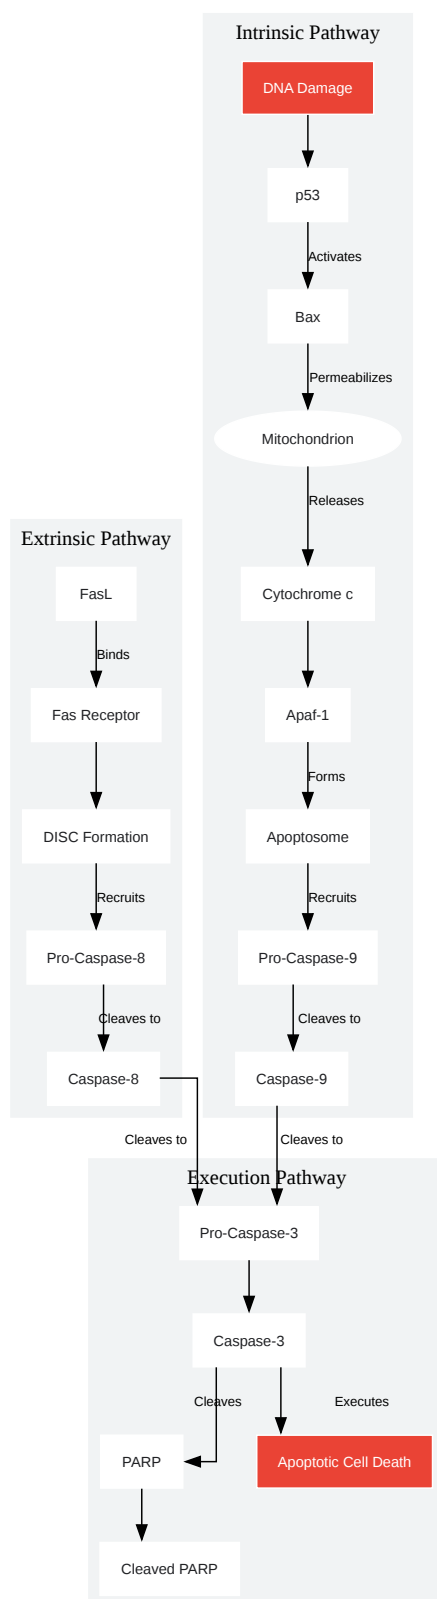 Intrinsic Pathway
DNA Damage
p53
Activates
Bax
Permeabilizes
Mitochondrion
Releases
Cytochrome c
Apaf-1
Forms
Apoptosome
Recruits
Pro-Caspase-9
Cleaves to
Caspase-9
Extrinsic Pathway
FasL
Binds
Fas Receptor
DISC Formation
Recruits
Pro-Caspase-8
Cleaves to
Caspase-8
Cleaves to
Cleaves to
Execution Pathway
Pro-Caspase-3
Caspase-3
Cleaves
Executes
PARP
Apoptotic Cell Death
Cleaved PARP